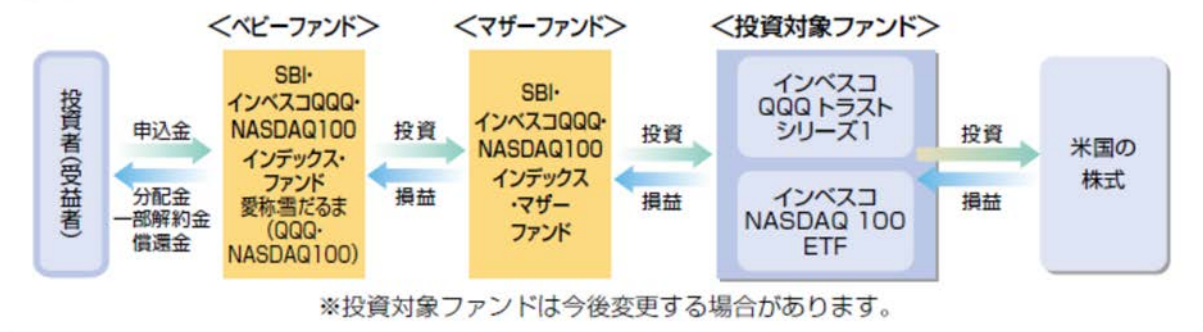 <ベビーファンド>
<マザーファンド>
<投資対象ファンド>
投資者(受益者)
申込金
分配金
一部解約金
償還金
SBI・
インベスコQQQ・
NASDAQ100
インデックス・
ファンド
愛称:雪だるま
(QQQ・
NASDAQ100)
投資
損益
SBI・
インベスコQQQ・
NASDAQ100
インデックス
・マザー
ファンド
投資
損益
インベスコ
QQQ トラスト
シリーズ1
インベスコ
NASDAQ 100
ETF
投資
損益
米国の
株式
※投資対象ファンドは今後変更する場合があります。